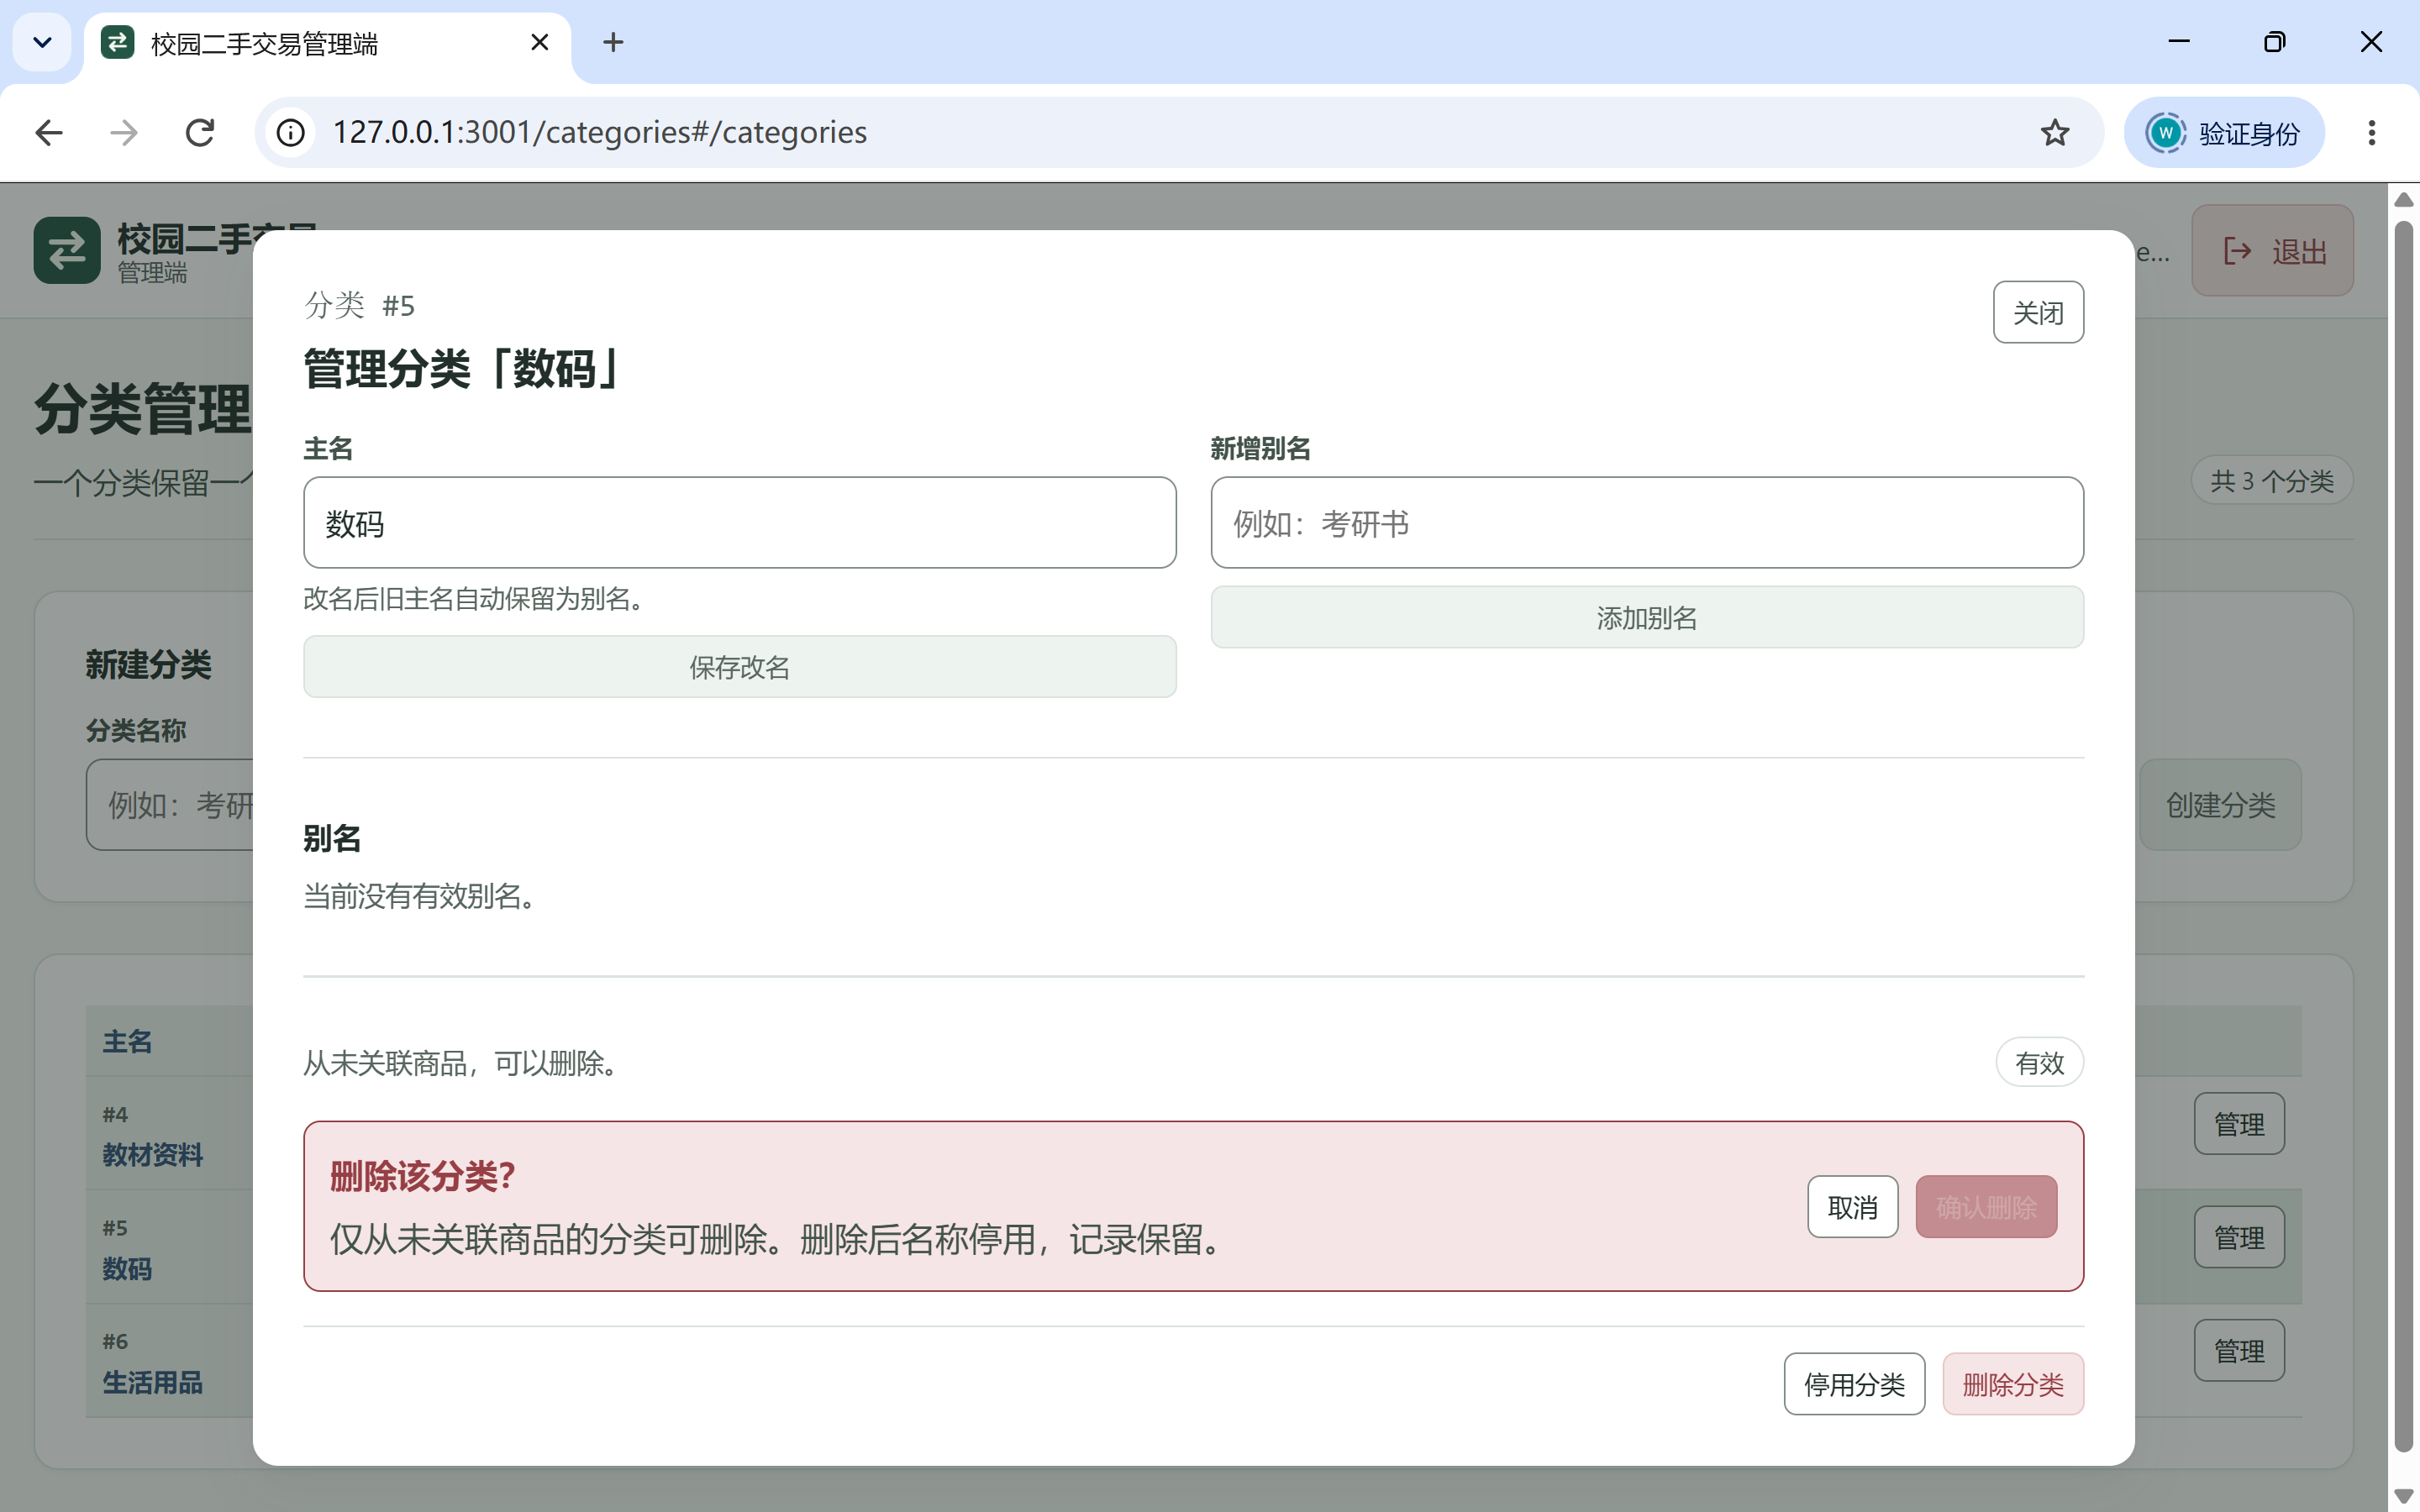 校园二手交易管理端
127.0.0.1:3001/categories#/categories
W 验证身份
校园二手交易
管理端
e...
退出
分类管理
一个分类保留一个
共 3 个分类
新建分类
分类名称
例如：考研
创建分类
主名
#4
教材资料
管理
#5
数码
管理
#6
生活用品
管理
分类 #5
关闭
管理分类「数码」
主名
数码
改名后旧主名自动保留为别名。
保存改名
新增别名
例如：考研书
添加别名
别名
当前没有有效别名。
从未关联商品，可以删除。
有效
删除该分类？
仅从未关联商品的分类可删除。删除后名称停用，记录保留。
取消
确认删除
停用分类
删除分类